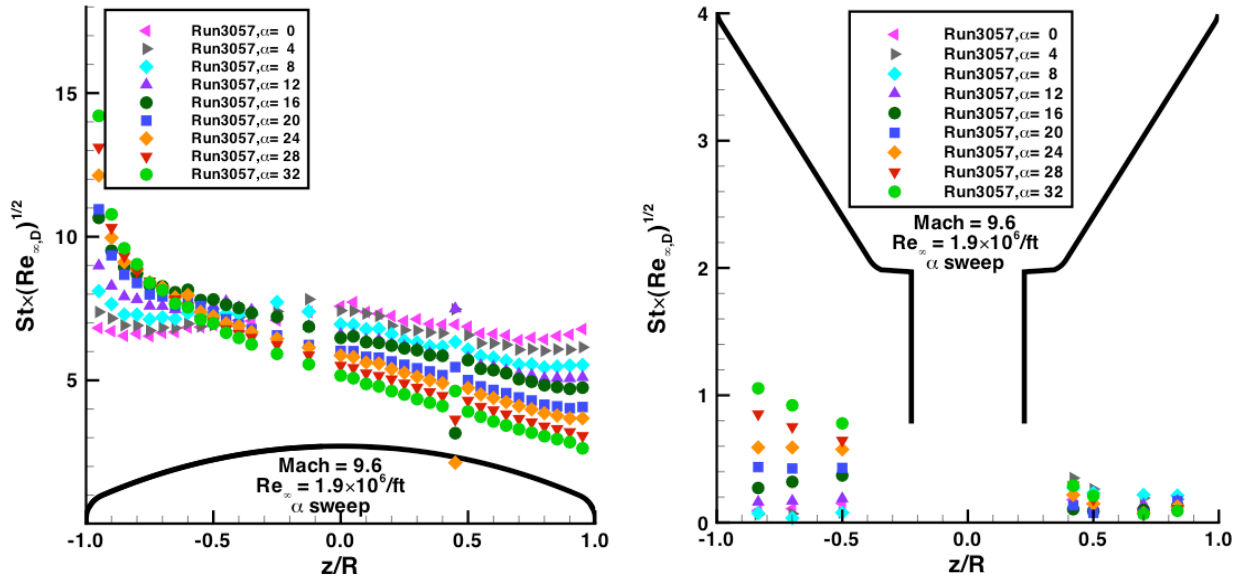 Run3057,α= 0
Run3057,α= 4
Run3057,α= 8
Run3057,α= 12
Run3057,α= 16
Run3057,α= 20
Run3057,α= 24
Run3057,α= 28
Run3057,α= 32
15
10
5
St×(Re∞,D)1/2
Mach = 9.6
Re∞ = 1.9×10⁶/ft
α sweep
-1.0 -0.5 0.0 0.5 1.0
z/R
Run3057,α= 0
Run3057,α= 4
Run3057,α= 8
Run3057,α= 12
Run3057,α= 16
Run3057,α= 20
Run3057,α= 24
Run3057,α= 28
Run3057,α= 32
Mach = 9.6
Re∞ = 1.9×10⁶/ft
α sweep
4
3
2
1
0
St×(Re∞,D)1/2
-1.0 -0.5 0.0 0.5 1.0
z/R